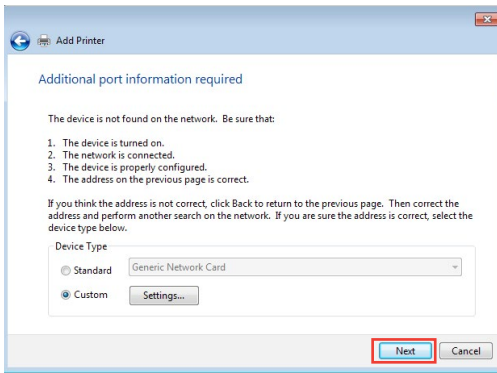 Add Printer
Additional port information required
The device is not found on the network. Be sure that:
1. The device is turned on.
2. The network is connected.
3. The device is properly configured.
4. The address on the previous page is correct.
If you think the address is not correct, click Back to return to the previous page. Then correct the
address and perform another search on the network. If you are sure the address is correct, select the
device type below.
Device Type
Standard Generic Network Card
Custom Settings...
Next Cancel